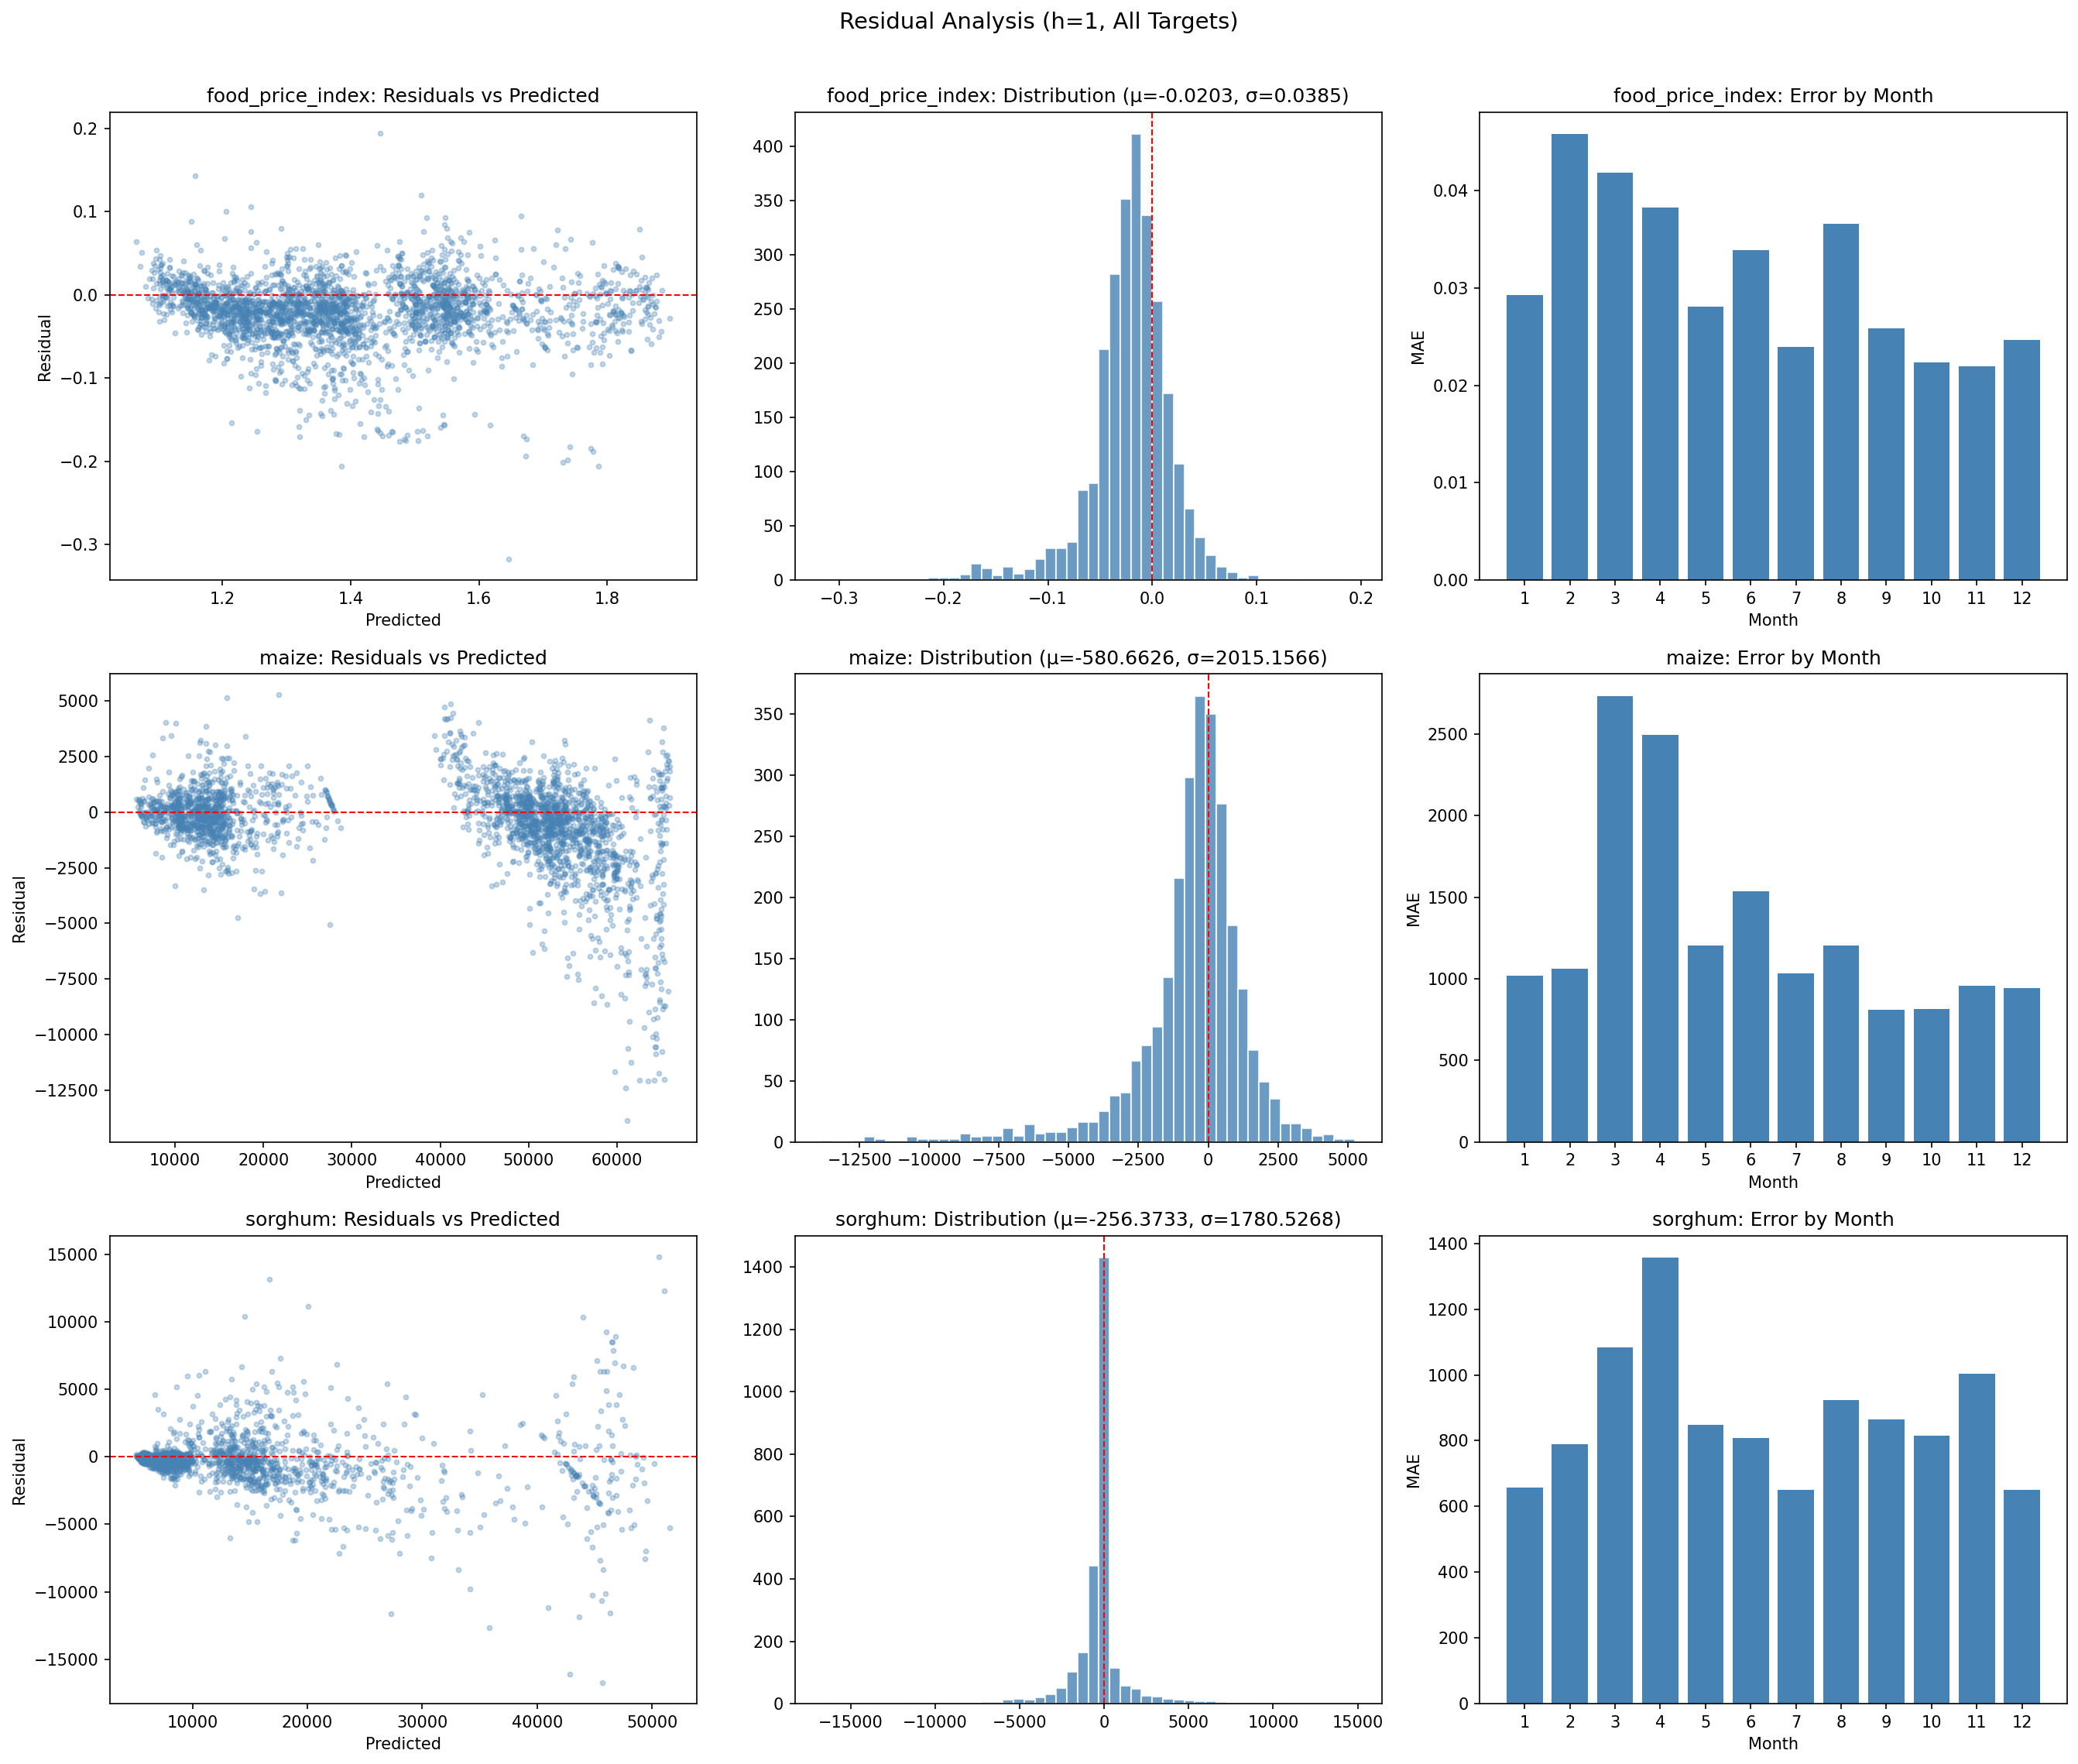 Residual Analysis (h=1, All Targets)
food_price_index: Residuals vs Predicted
0.2
0.1
0.0
−0.1
−0.2
−0.3
Residual
1.2 1.4 1.6 1.8
Predicted
food_price_index: Distribution (μ=-0.0203, σ=0.0385)
400
350
300
250
200
150
100
50
0
−0.3 −0.2 −0.1 0.0 0.1 0.2
food_price_index: Error by Month
0.04
0.03
0.02
0.01
0.00
MAE
1 2 3 4 5 6 7 8 9 10 11 12
Month
maize: Residuals vs Predicted
5000
2500
0
−2500
−5000
−7500
−10000
−12500
Residual
10000 20000 30000 40000 50000 60000
Predicted
maize: Distribution (μ=-580.6626, σ=2015.1566)
350
300
250
200
150
100
50
0
−12500 −10000 −7500 −5000 −2500 0 2500 5000
maize: Error by Month
2500
2000
1500
1000
500
0
MAE
1 2 3 4 5 6 7 8 9 10 11 12
Month
sorghum: Residuals vs Predicted
15000
10000
5000
0
−5000
−10000
−15000
Residual
10000 20000 30000 40000 50000
Predicted
sorghum: Distribution (μ=-256.3733, σ=1780.5268)
1400
1200
1000
800
600
400
200
0
−15000 −10000 −5000 0 5000 10000 15000
sorghum: Error by Month
1400
1200
1000
800
600
400
200
0
MAE
1 2 3 4 5 6 7 8 9 10 11 12
Month